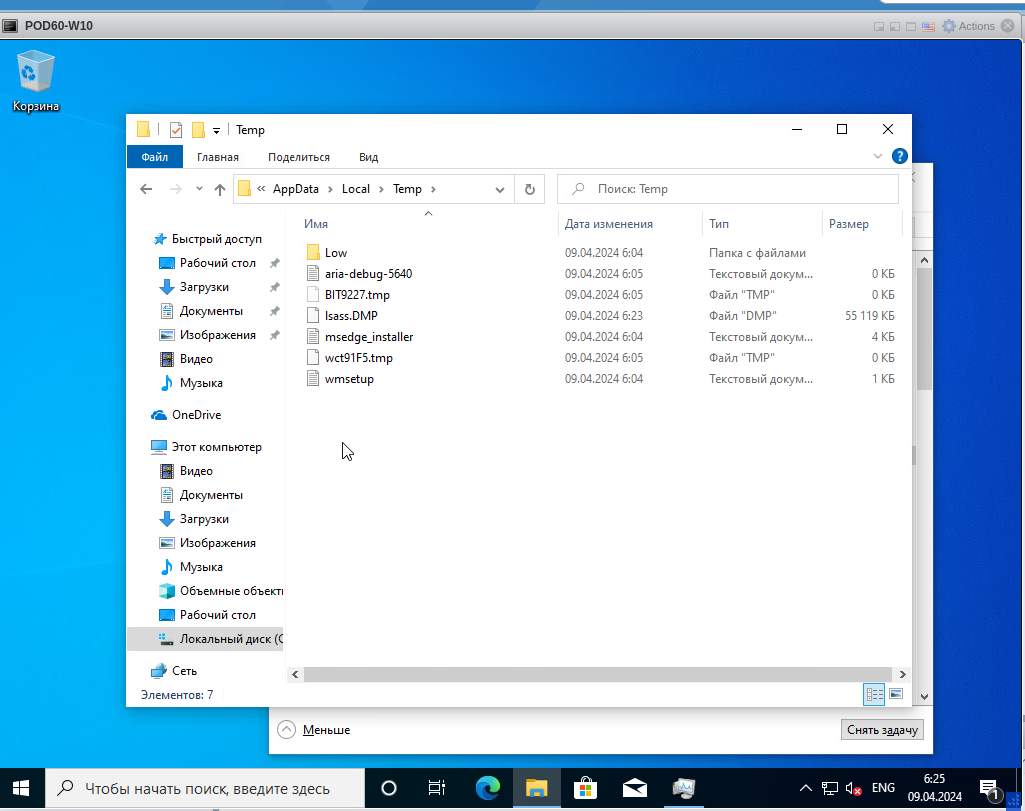 POD60-W10
Actions
Корзина
Temp
Файл
Главная
Поделиться
Вид
?
« AppData › Local › Temp ›
Поиск: Temp
Имя
Дата изменения
Тип
Размер
Low 09.04.2024 6:04 Папка с файлами
aria-debug-5640 09.04.2024 6:05 Текстовый докум... 0 КБ
BIT9227.tmp 09.04.2024 6:05 Файл "TMP" 0 КБ
lsass.DMP 09.04.2024 6:23 Файл "DMP" 55 119 КБ
msedge_installer 09.04.2024 6:04 Текстовый докум... 4 КБ
wct91F5.tmp 09.04.2024 6:05 Файл "TMP" 0 КБ
wmsetup 09.04.2024 6:04 Текстовый докум... 1 КБ
Быстрый доступ
Рабочий стол
Загрузки
Документы
Изображения
Видео
Музыка
OneDrive
Этот компьютер
Видео
Документы
Загрузки
Изображения
Музыка
Объемные объект
Рабочий стол
Локальный диск (C
Сеть
Элементов: 7
Меньше
Снять задачу
Чтобы начать поиск, введите здесь
ENG
6:25
09.04.2024
1